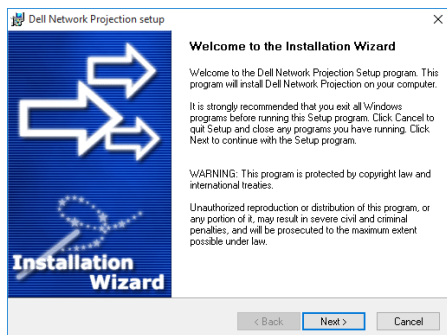 Dell Network Projection setup
Welcome to the Installation Wizard
Welcome to the Dell Network Projection Setup program. This
program will install Dell Network Projection on your computer.
It is strongly recommended that you exit all Windows
programs before running this Setup program. Click Cancel to
quit Setup and close any programs you have running. Click
Next to continue with the Setup program.
WARNING: This program is protected by copyright law and
international treaties.
Unauthorized reproduction or distribution of this program, or
any portion of it, may result in severe civil and criminal
penalties, and will be prosecuted to the maximum extent
possible under law.
Installation
Wizard
< Back
Next >
Cancel